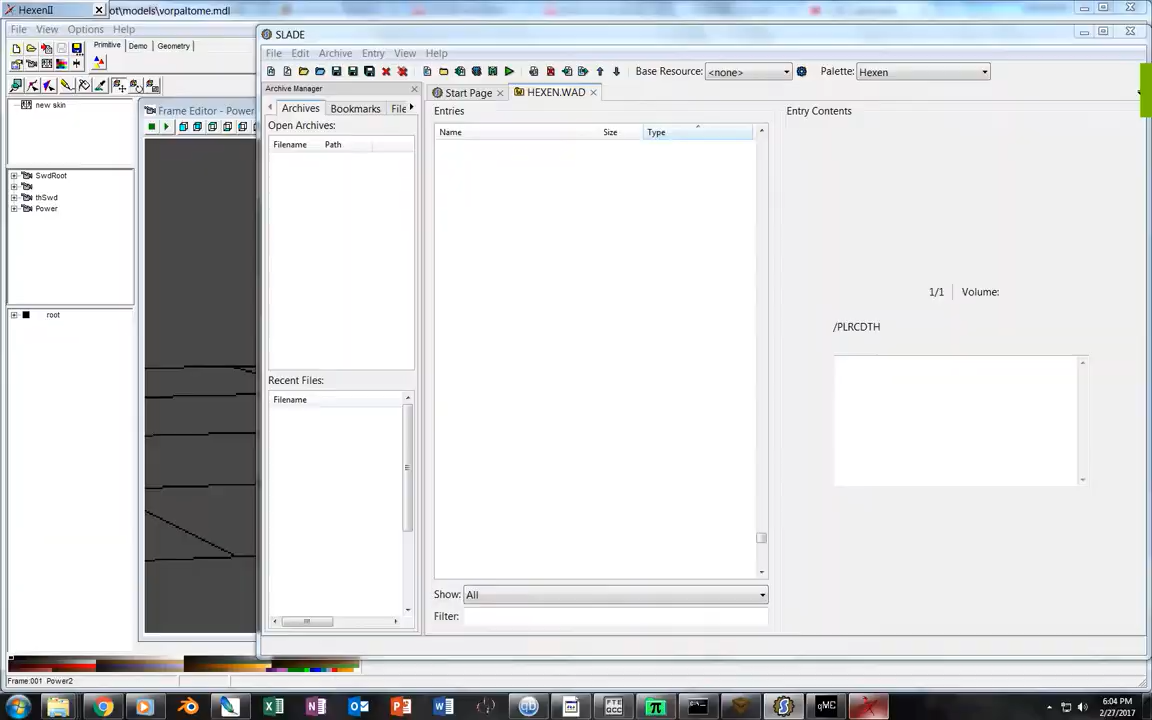 HexenII
ot\models\vorpaltome.mdl
File View Options Help
Primitive Demo Geometry
new skin
Frame Editor - Power
SwdRoot
thSwd
Power
root
Frame:001 Power2
SLADE
File Edit Archive Entry View Help
Base Resource: <none> Palette: Hexen
Archive Manager
Archives Bookmarks File
Open Archives:
Filename Path
Recent Files:
Filename
Start Page HEXEN.WAD
Entries
Name Size Type
Show: All
Filter:
Entry Contents
1/1 Volume:
/PLRCDTH
FTE
QCC
qME
6:04 PM
2/27/2017